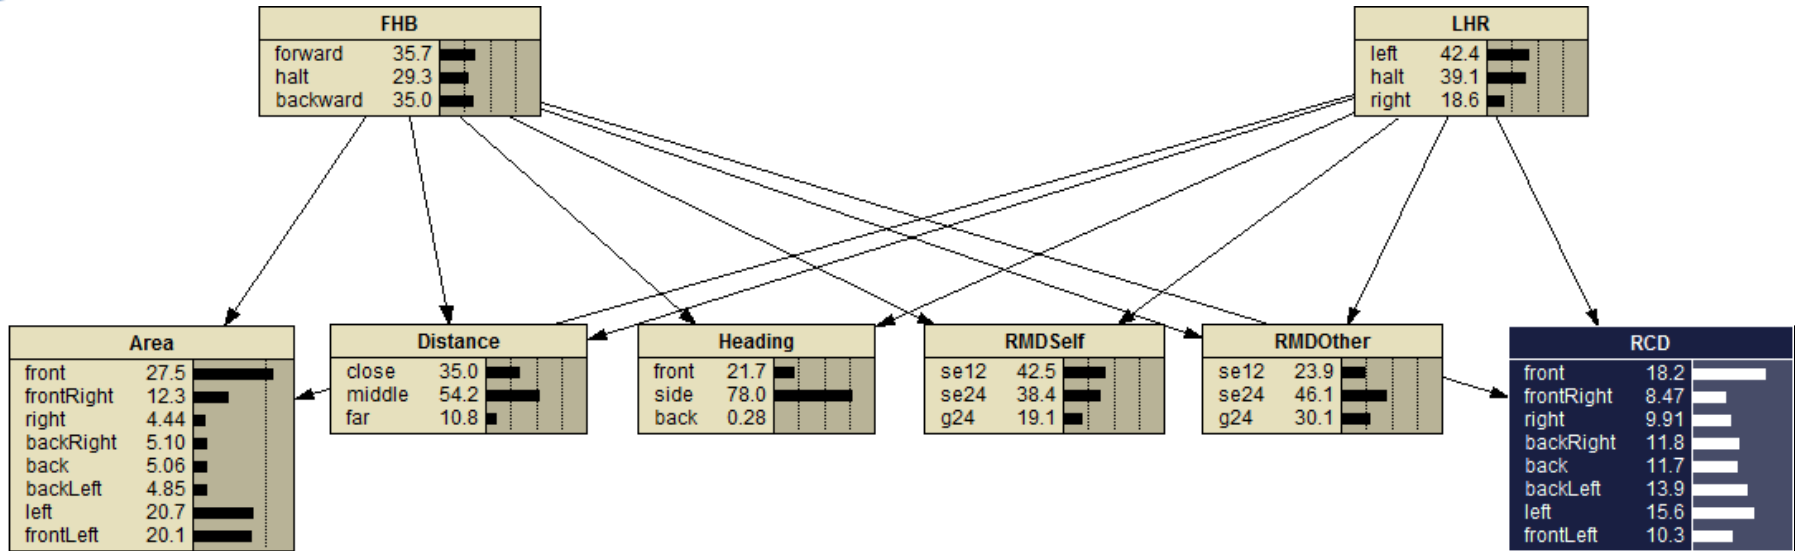 FHB
forward 35.7
halt 29.3
backward 35.0
LHR
left 42.4
halt 39.1
right 18.6
Area
front 27.5
frontRight 12.3
right 4.44
backRight 5.10
back 5.06
backLeft 4.85
left 20.7
frontLeft 20.1
Distance
close 35.0
middle 54.2
far 10.8
Heading
front 21.7
side 78.0
back 0.28
RMDSelf
se12 42.5
se24 38.4
g24 19.1
RMDOther
se12 23.9
se24 46.1
g24 30.1
RCD
front 18.2
frontRight 8.47
right 9.91
backRight 11.8
back 11.7
backLeft 13.9
left 15.6
frontLeft 10.3